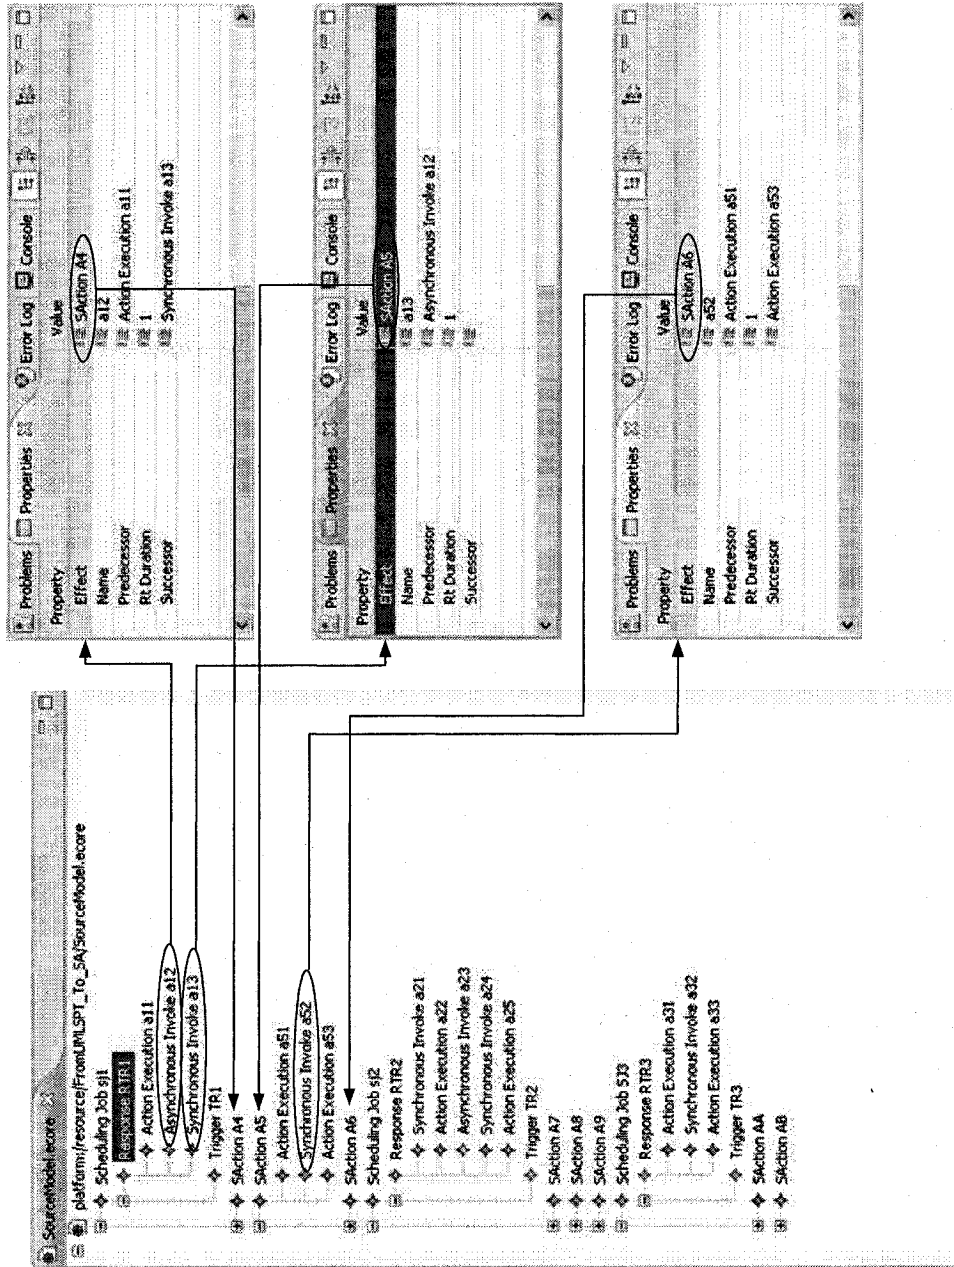 SourceModel.ecore
platform:/resource/FromUMLSPT_To_SA/SourceModel.ecore
Scheduling Job sj1
Response RTR1
Action Execution a11
Asynchronous Invoke a12
Synchronous Invoke a13
Trigger TR1
SAction A4
SAction A5
Action Execution a51
Synchronous Invoke a52
Action Execution a53
SAction A6
Scheduling Job sj2
Response RTR2
Synchronous Invoke a21
Action Execution a22
Asynchronous Invoke a23
Synchronous Invoke a24
Action Execution a25
Trigger TR2
SAction A7
SAction A8
SAction A9
Scheduling Job SJ3
Response RTR3
Action Execution a31
Synchronous Invoke a32
Action Execution a33
Trigger TR3
SAction AA
SAction AB
Problems Properties Error Log Console
Property Value
Effect SAction A4
Name a12
Predecessor Action Execution a11
Rt Duration 1
Successor Synchronous Invoke a13
Problems Properties Error Log Console
Property Value
Effect SAction A5
Name a13
Predecessor Asynchronous Invoke a12
Rt Duration 1
Successor
Problems Properties Error Log Console
Property Value
Effect SAction A6
Name a52
Predecessor Action Execution a51
Rt Duration 1
Successor Action Execution a53